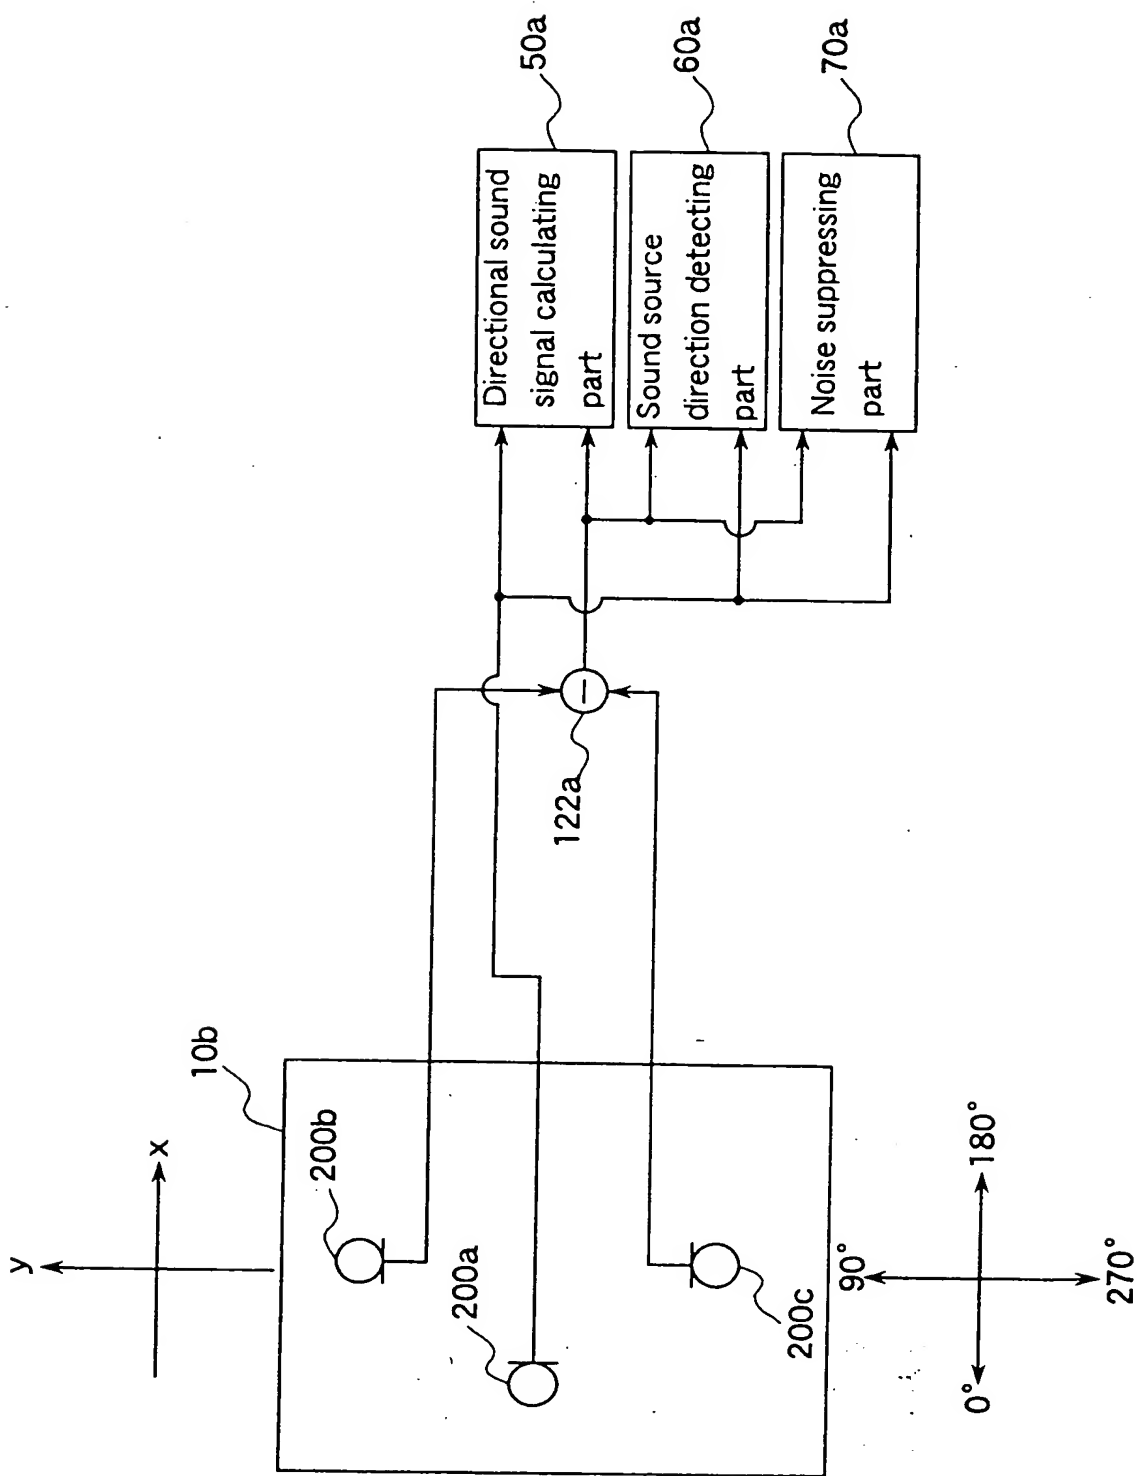 y
x
10b
200b
200a
200c
90°
0°
180°
270°
122a
Directional sound
signal calculating
part
50a
Sound source
direction detecting
part
60a
Noise suppressing
part
70a